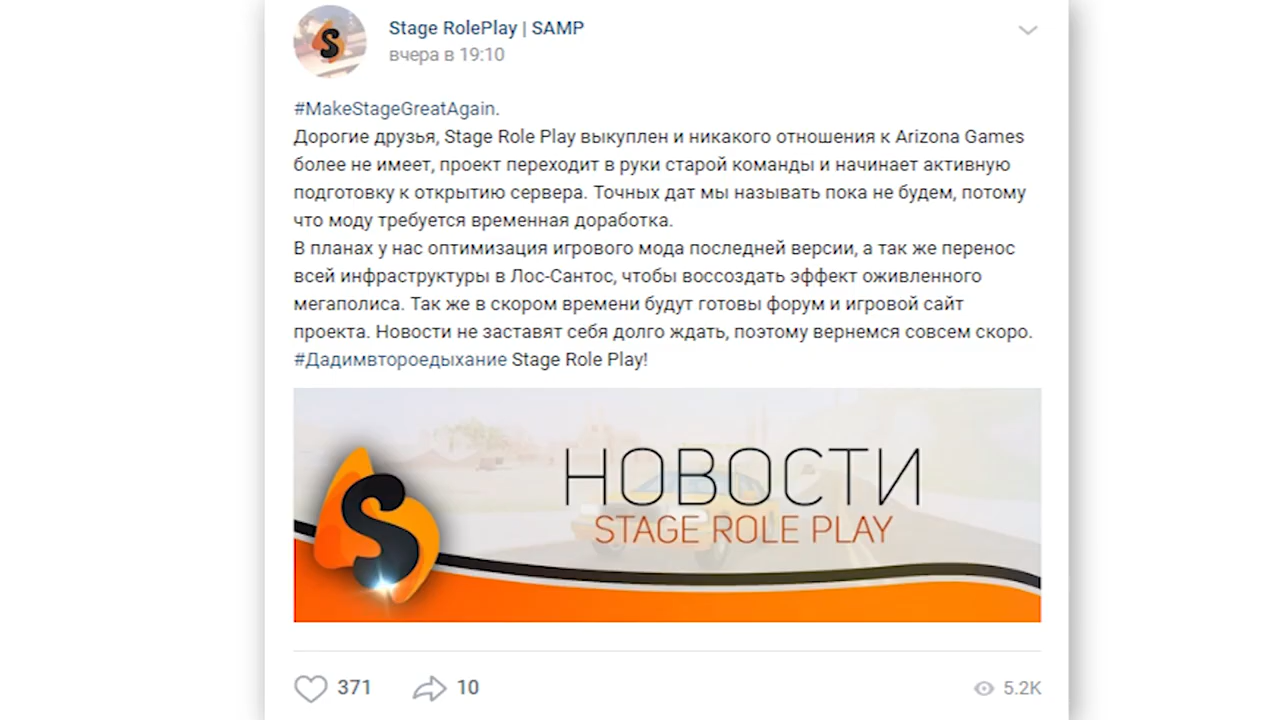 Stage RolePlay | SAMP
вчера в 19:10
#MakeStageGreatAgain.
Дорогие друзья, Stage Role Play выкуплен и никакого отношения к Arizona Games
более не имеет, проект переходит в руки старой команды и начинает активную
подготовку к открытию сервера. Точных дат мы называть пока не будем, потому
что моду требуется временная доработка.
В планах у нас оптимизация игрового мода последней версии, а так же перенос
всей инфраструктуры в Лос-Сантос, чтобы воссоздать эффект оживленного
мегаполиса. Так же в скором времени будут готовы форум и игровой сайт
проекта. Новости не заставят себя долго ждать, поэтому вернемся совсем скоро.
#Дадимвтороедыхание Stage Role Play!
S
НОВОСТИ
STAGE ROLE PLAY
371 10 5.2K